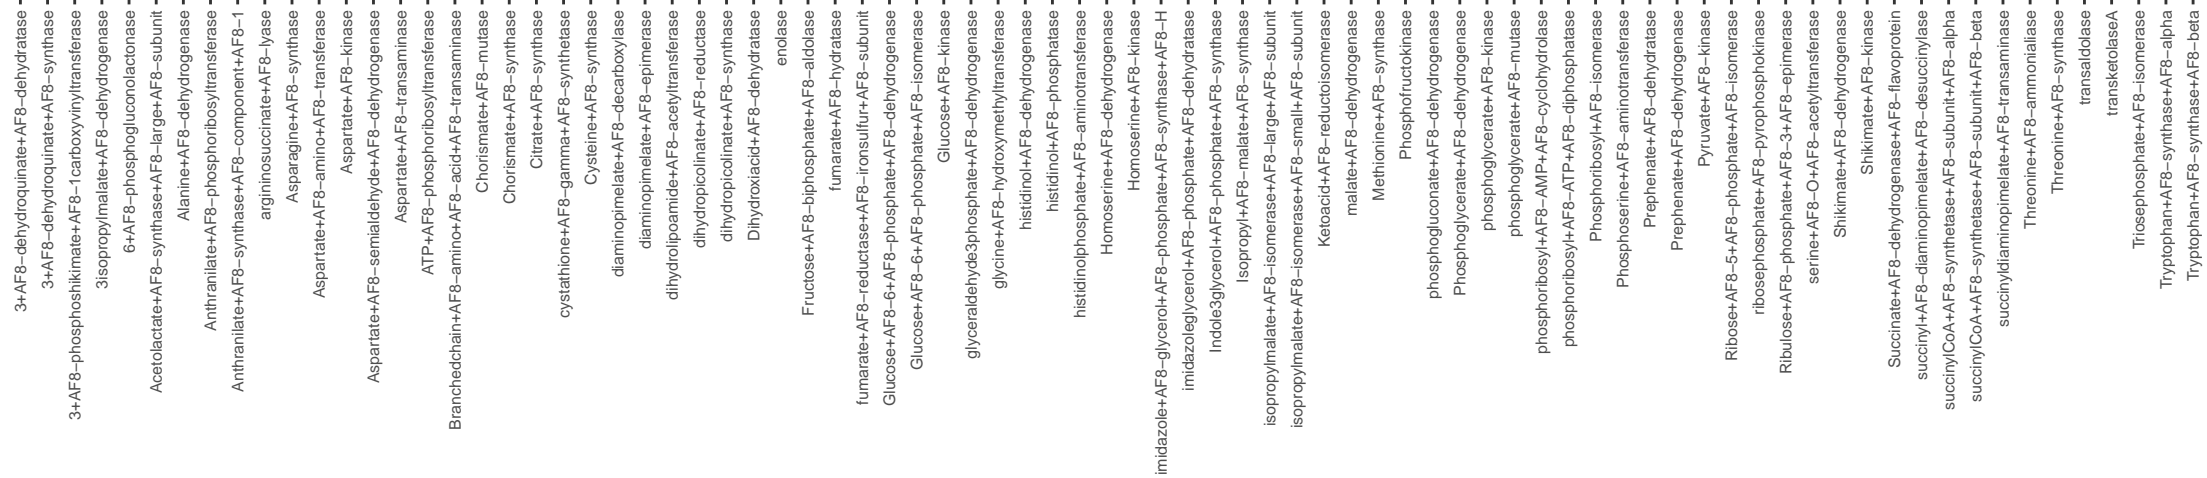 3+AF8−dehydroquinate+AF8−dehydratase
3+AF8−dehydroquinate+AF8−synthase
3+AF8−phosphoshikimate+AF8−1carboxyvinyltransferase
3isopropylmalate+AF8−dehydrogenase
6+AF8−phosphogluconolactonase
Acetolactate+AF8−synthase+AF8−large+AF8−subunit
Alanine+AF8−dehydrogenase
Anthranilate+AF8−phosphoribosyltransferase
Anthranilate+AF8−synthase+AF8−component+AF8−1
argininosuccinate+AF8−lyase
Asparagine+AF8−synthase
Aspartate+AF8−amino+AF8−transferase
Aspartate+AF8−kinase
Aspartate+AF8−semialdehyde+AF8−dehydrogenase
Aspartate+AF8−transaminase
ATP+AF8−phosphoribosyltransferase
Branchedchain+AF8−amino+AF8−acid+AF8−transaminase
Chorismate+AF8−mutase
Chorismate+AF8−synthase
Citrate+AF8−synthase
cystathione+AF8−gamma+AF8−synthetase
Cysteine+AF8−synthase
diaminopimelate+AF8−decarboxylase
diaminopimelate+AF8−epimerase
dihydrolipoamide+AF8−acetyltransferase
dihydropicolinate+AF8−reductase
dihydropicolinate+AF8−synthase
Dihydroxiacid+AF8−dehydratase
enolase
Fructose+AF8−biphosphate+AF8−aldolase
fumarate+AF8−hydratase
fumarate+AF8−reductase+AF8−ironsulfur+AF8−subunit
Glucose+AF8−6+AF8−phosphate+AF8−dehydrogenase
Glucose+AF8−6+AF8−phosphate+AF8−isomerase
Glucose+AF8−kinase
glyceraldehyde3phosphate+AF8−dehydrogenase
glycine+AF8−hydroxymethyltransferase
histidinol+AF8−dehydrogenase
histidinol+AF8−phosphatase
histidinolphosphate+AF8−aminotransferase
Homoserine+AF8−dehydrogenase
Homoserine+AF8−kinase
imidazole+AF8−glycerol+AF8−phosphate+AF8−synthase+AF8−H
imidazoleglycerol+AF8−phosphate+AF8−dehydratase
Indole3glycerol+AF8−phosphate+AF8−synthase
Isopropyl+AF8−malate+AF8−synthase
isopropylmalate+AF8−isomerase+AF8−large+AF8−subunit
isopropylmalate+AF8−isomerase+AF8−small+AF8−subunit
Ketoacid+AF8−reductoisomerase
malate+AF8−dehydrogenase
Methionine+AF8−synthase
Phosphofructokinase
phosphogluconate+AF8−dehydrogenase
Phosphoglycerate+AF8−dehydrogenase
phosphoglycerate+AF8−kinase
phosphoglycerate+AF8−mutase
phosphoribosyl+AF8−AMP+AF8−cyclohydrolase
phosphoribosyl+AF8−ATP+AF8−diphosphatase
Phosphoribosyl+AF8−isomerase
Phosphoserine+AF8−aminotransferase
Prephenate+AF8−dehydratase
Prephenate+AF8−dehydrogenase
Pyruvate+AF8−kinase
Ribose+AF8−5+AF8−phosphate+AF8−isomerase
ribosephosphate+AF8−pyrophosphokinase
Ribulose+AF8−phosphate+AF8−3+AF8−epimerase
serine+AF8−O+AF8−acetyltransferase
Shikimate+AF8−dehydrogenase
Shikimate+AF8−kinase
Succinate+AF8−dehydrogenase+AF8−flavoprotein
succinyl+AF8−diaminopimelate+AF8−desuccinylase
succinylCoA+AF8−synthetase+AF8−subunit+AF8−alpha
succinylCoA+AF8−synthetase+AF8−subunit+AF8−beta
succinyldiaminopimelate+AF8−transaminase
Threonine+AF8−ammonialiase
Threonine+AF8−synthase
transaldolase
transketolaseA
Triosephosphate+AF8−isomerase
Tryptophan+AF8−synthase+AF8−alpha
Tryptophan+AF8−synthase+AF8−beta